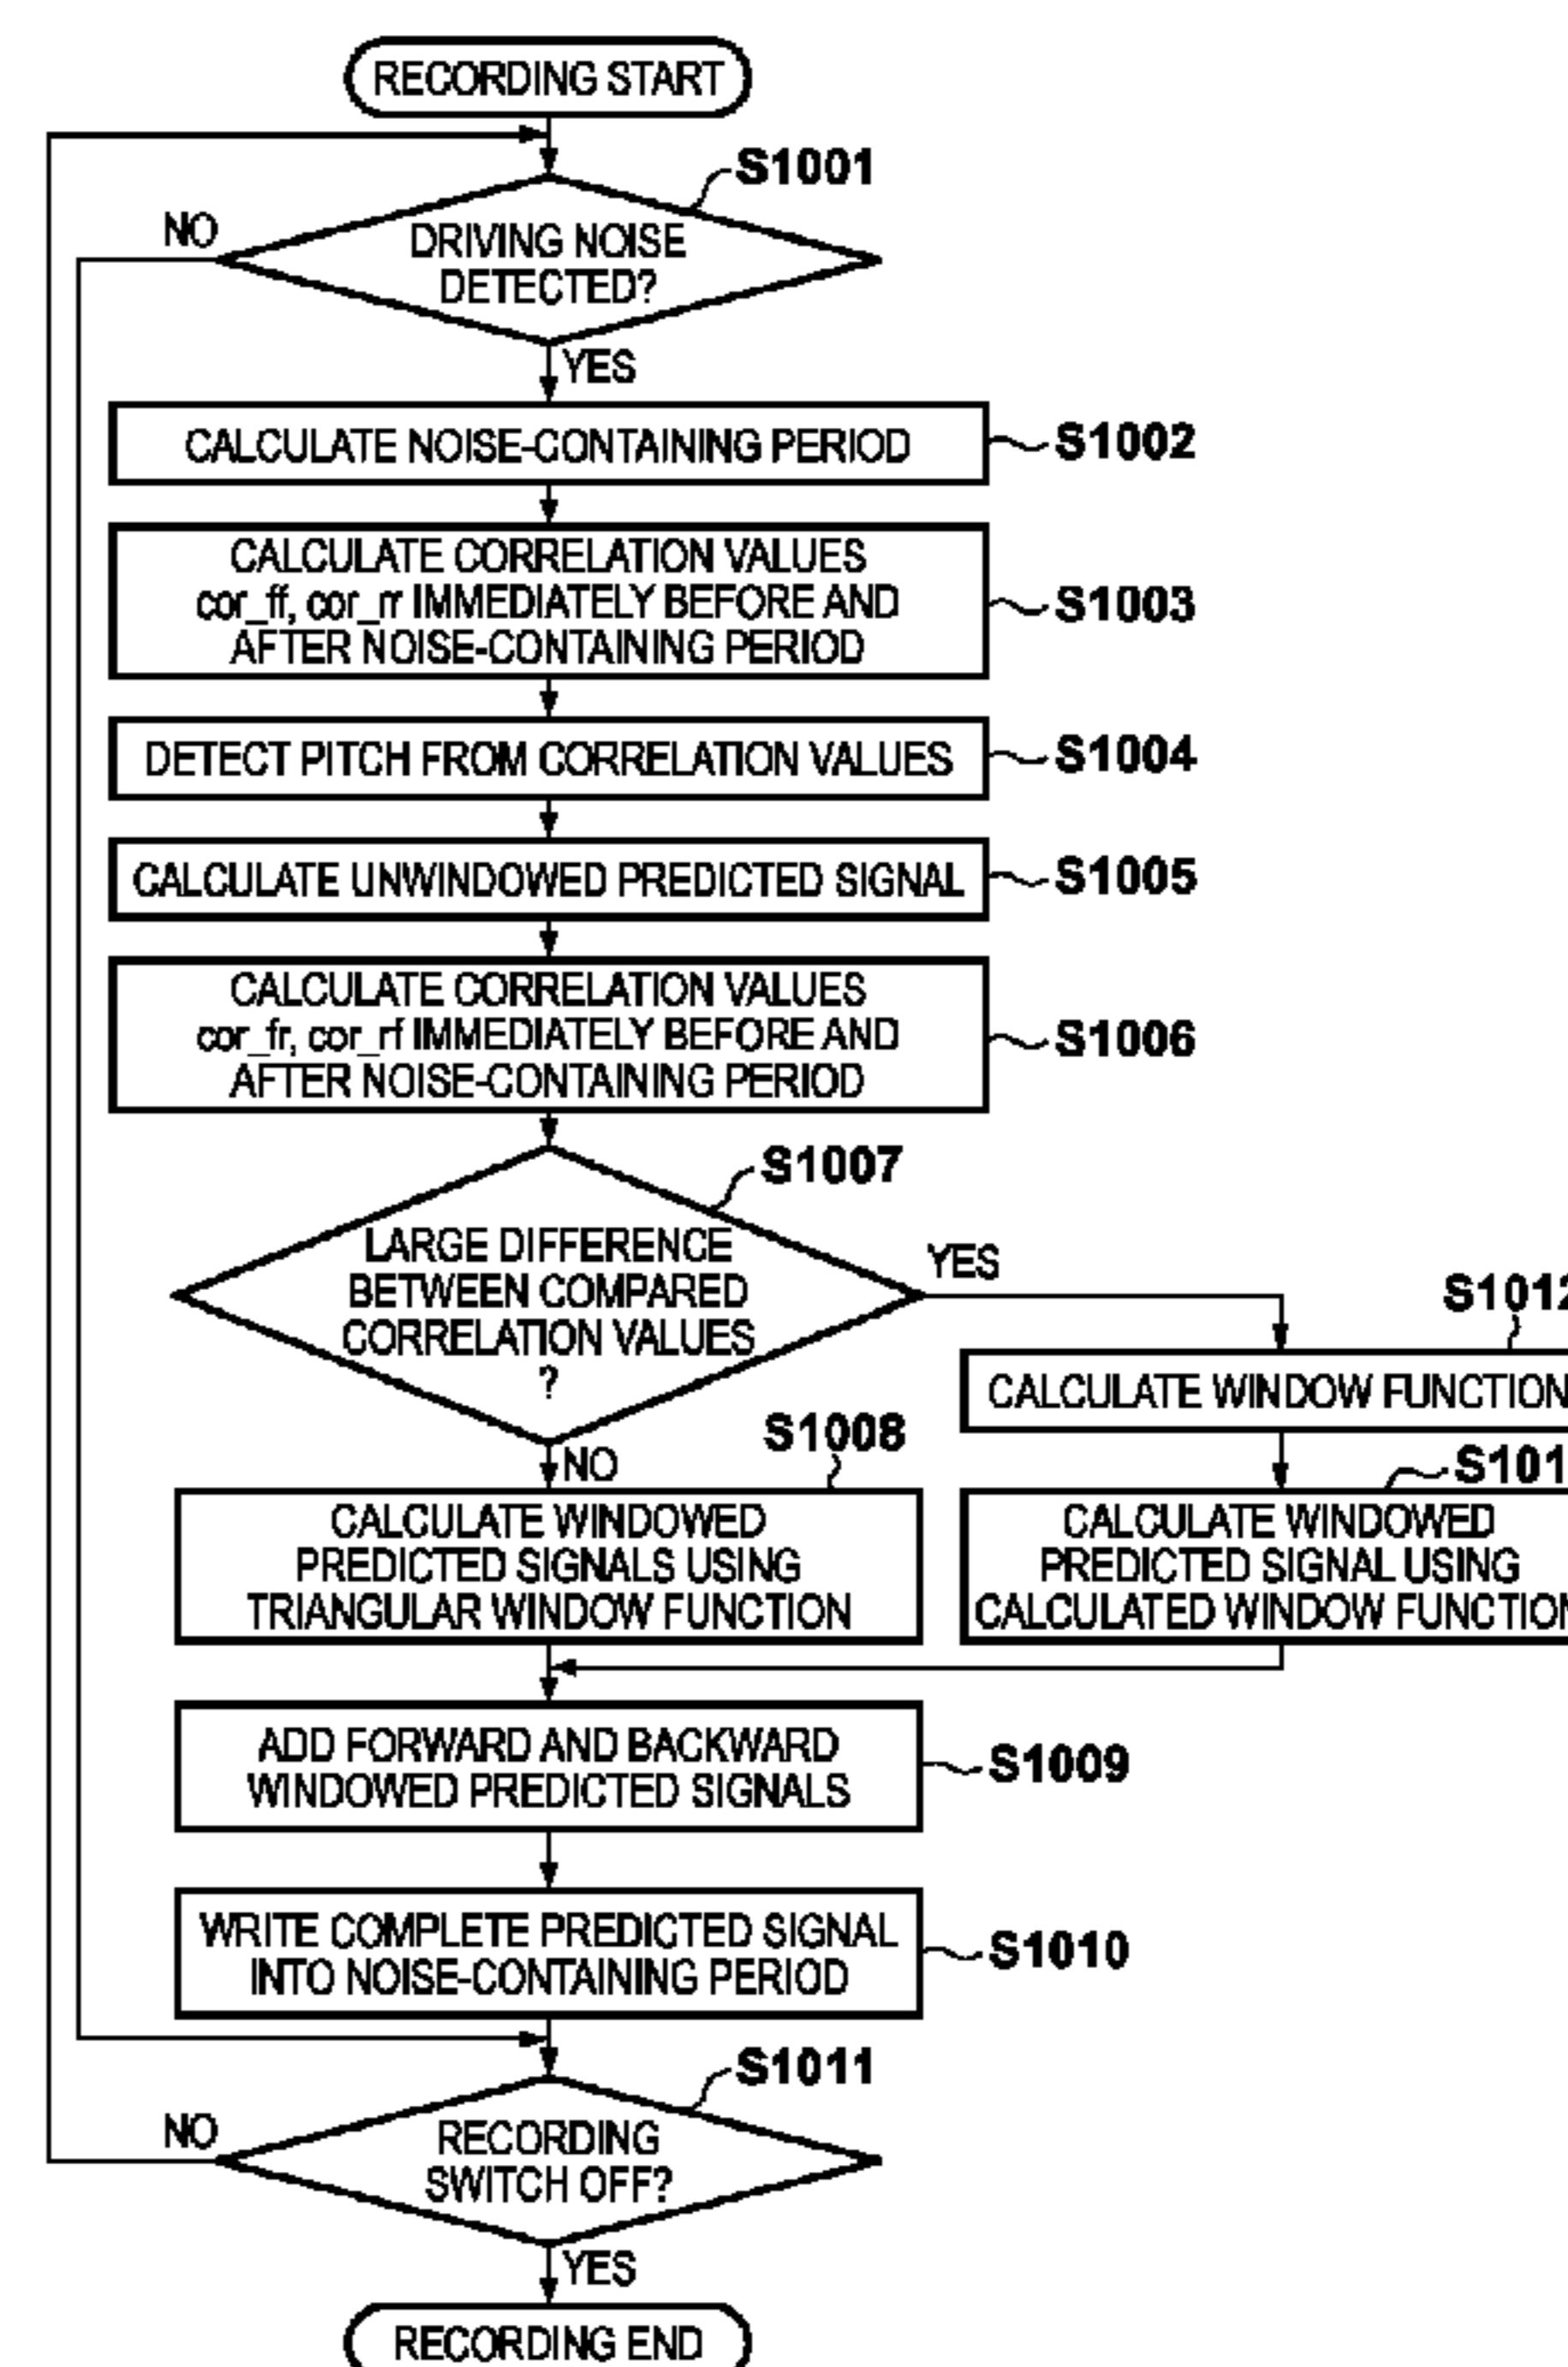 RECORDING START
S1001
NO
DRIVING NOISE
DETECTED?
YES
CALCULATE NOISE-CONTAINING PERIOD
S1002
CALCULATE CORRELATION VALUES
cor_ff, cor_rr IMMEDIATELY BEFORE AND
AFTER NOISE-CONTAINING PERIOD
S1003
DETECT PITCH FROM CORRELATION VALUES
S1004
CALCULATE UNWINDOWED PREDICTED SIGNAL
S1005
CALCULATE CORRELATION VALUES
cor_fr, cor_rf IMMEDIATELY BEFORE AND
AFTER NOISE-CONTAINING PERIOD
S1006
S1007
LARGE DIFFERENCE
BETWEEN COMPARED
CORRELATION VALUES
?
YES
S1012
CALCULATE WINDOW FUNCTION
NO
S1008
CALCULATE WINDOWED
PREDICTED SIGNALS USING
TRIANGULAR WINDOW FUNCTION
S101
CALCULATE WINDOWED
PREDICTED SIGNAL USING
CALCULATED WINDOW FUNCTION
ADD FORWARD AND BACKWARD
WINDOWED PREDICTED SIGNALS
S1009
WRITE COMPLETE PREDICTED SIGNAL
INTO NOISE-CONTAINING PERIOD
S1010
S1011
NO
RECORDING
SWITCH OFF?
YES
RECORDING END